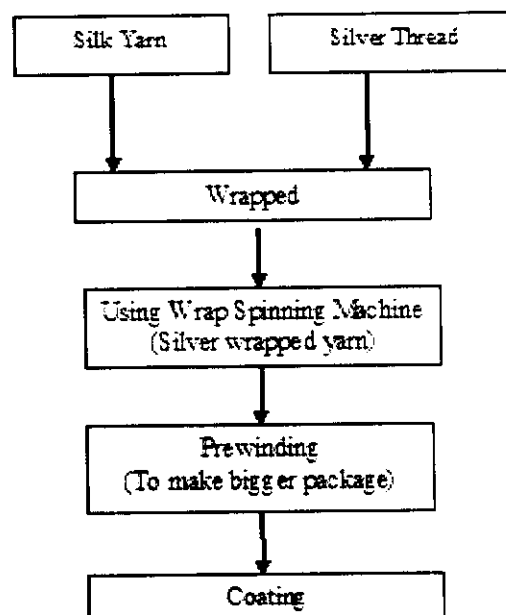 Silk Yarn
Silver Thread
Wrapped
Using Wrap Spinning Machine
(Silver wrapped yarn)
Prewinding
(To make bigger package)
Coating